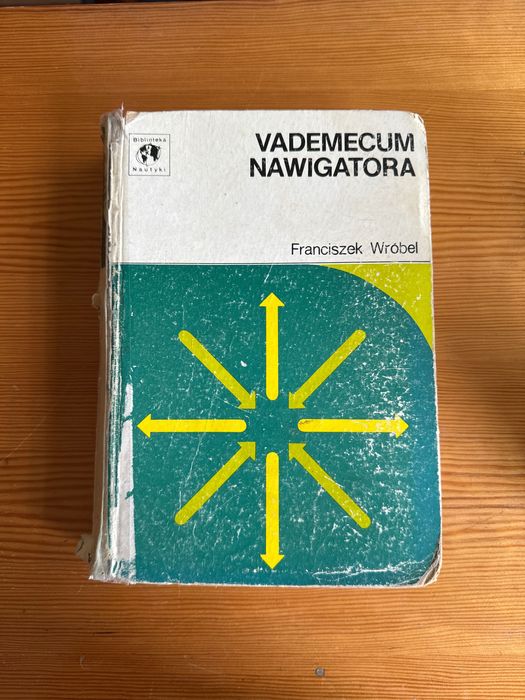 Biblioteka
Nautyki
VADEMECUM
NAWIGATORA
Franciszek Wróbel